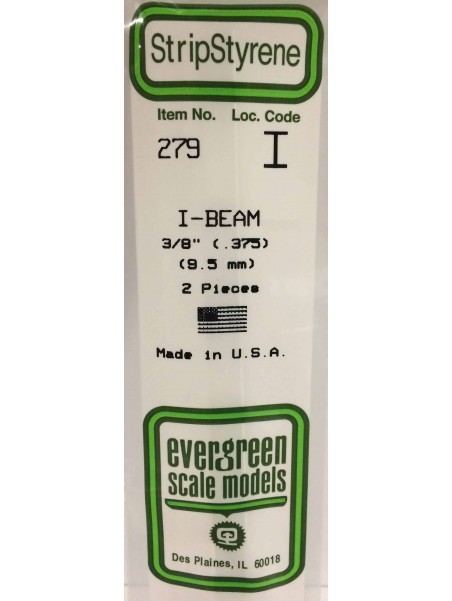 StripStyrene
Item No. Loc. Code
279 I
I-BEAM
3/8" (.375)
(9.5 mm)
2 Pieces
Made in U.S.A.
evergreen
scale models
Des Plaines, IL 60018